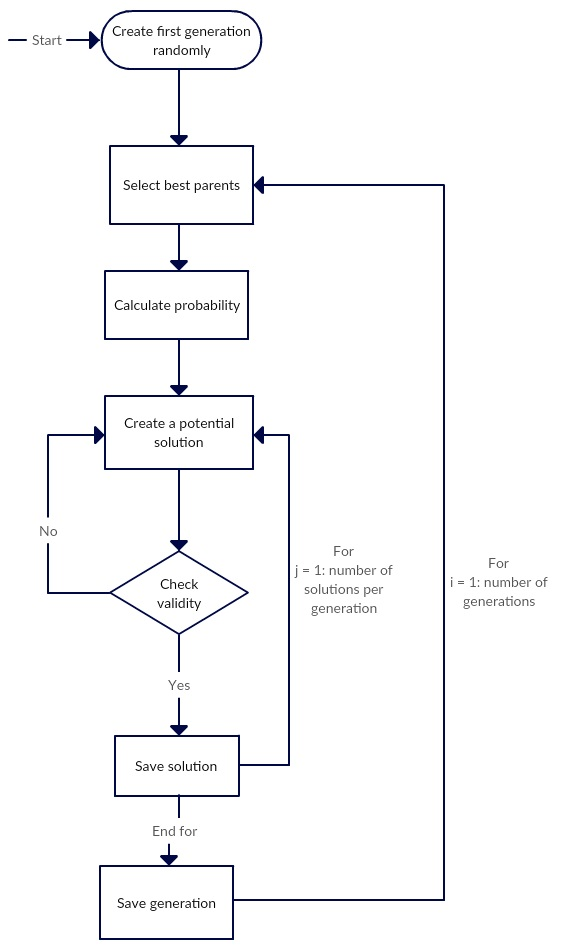 Start
Create first generation
randomly
Select best parents
Calculate probability
Create a potential
solution
No
Check
validity
For
j = 1: number of
solutions per
generation
For
i = 1: number of
generations
Yes
Save solution
End for
Save generation